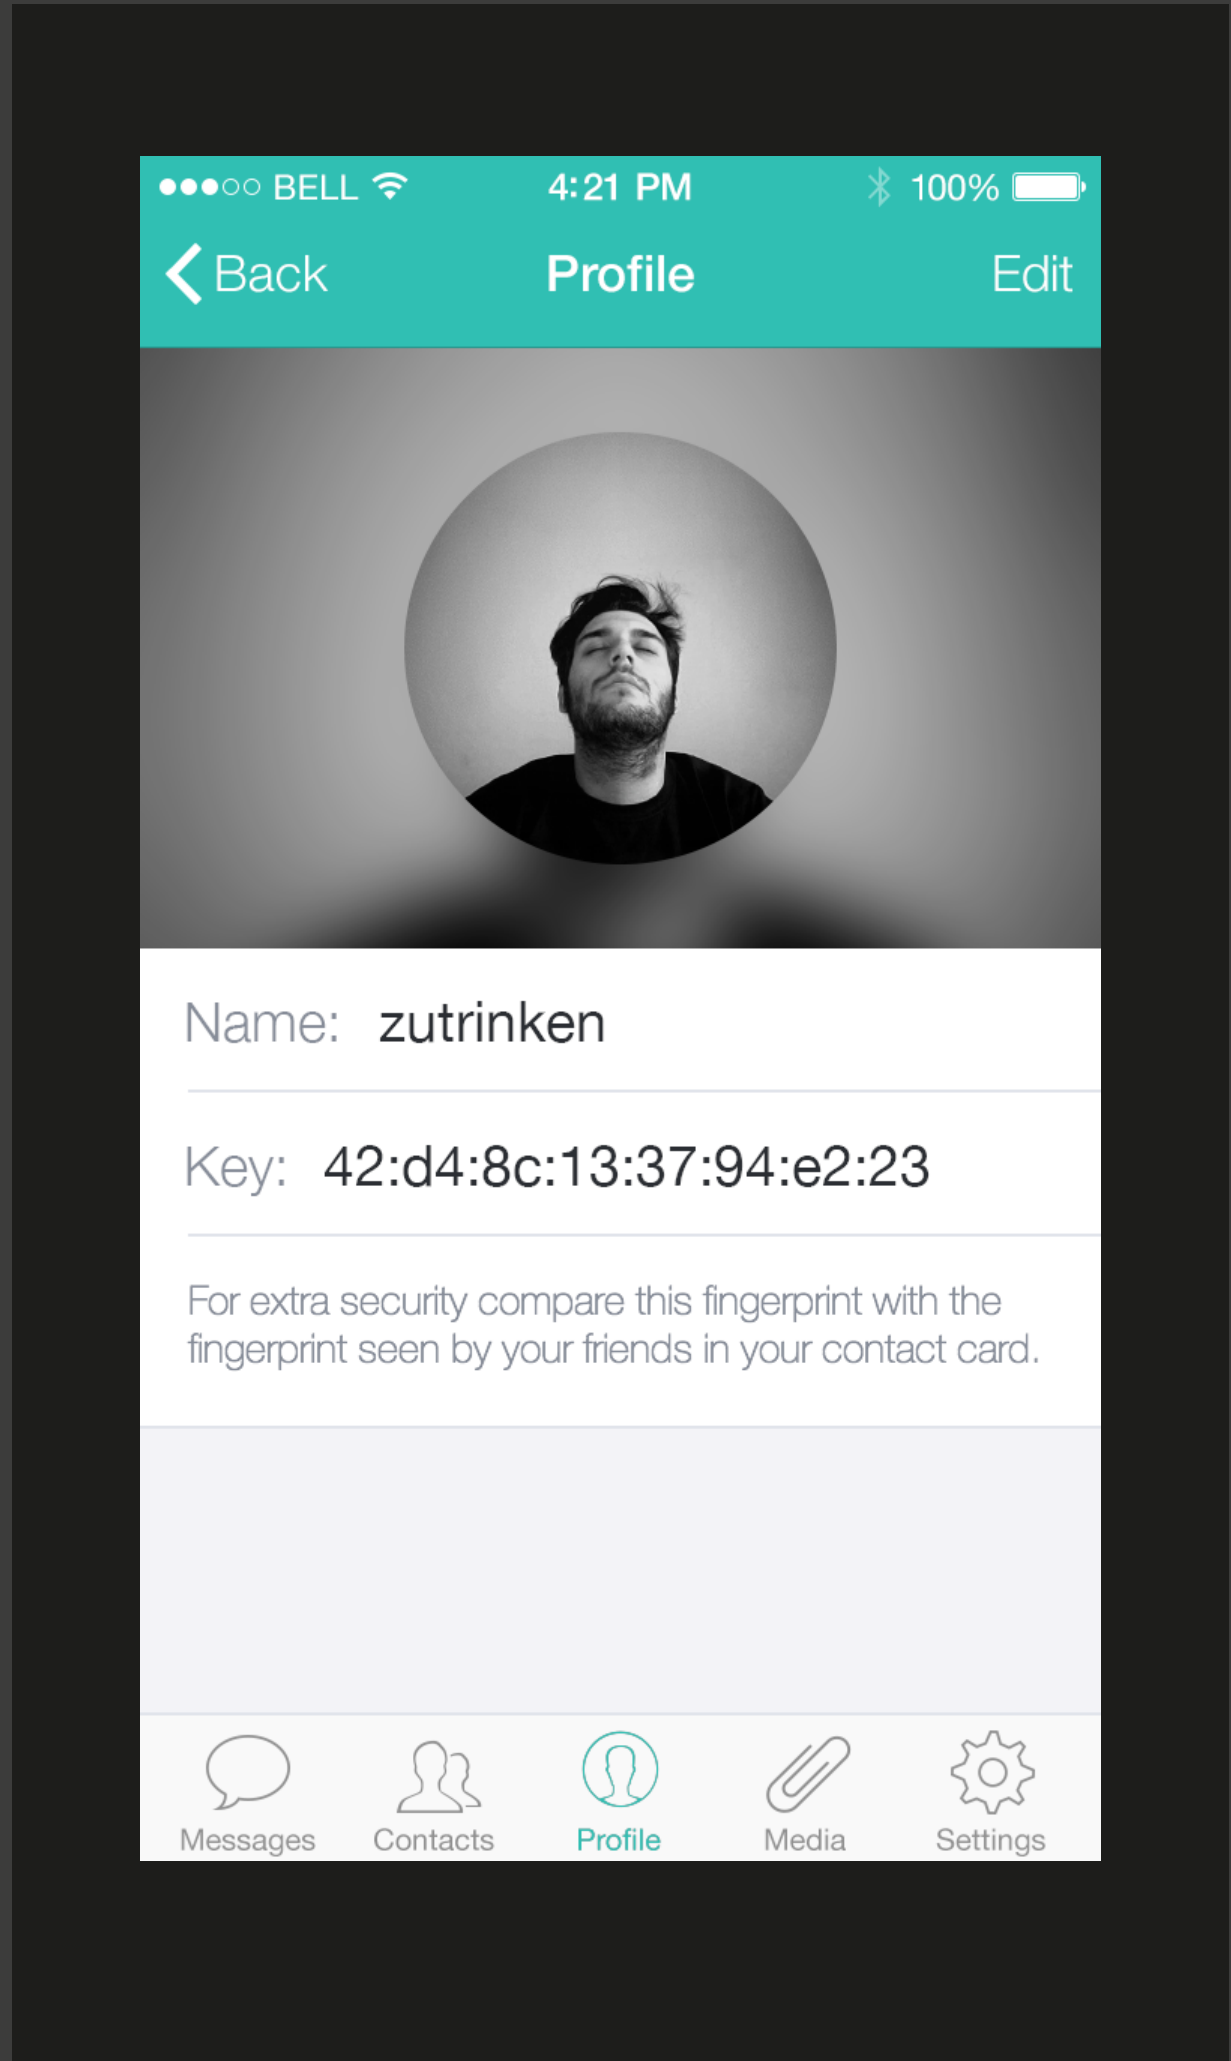 BELL 4:21 PM 100%
Back Profile Edit
Name: zutrinken
Key: 42:d4:8c:13:37:94:e2:23
For extra security compare this fingerprint with the
fingerprint seen by your friends in your contact card.
Messages Contacts Profile Media Settings